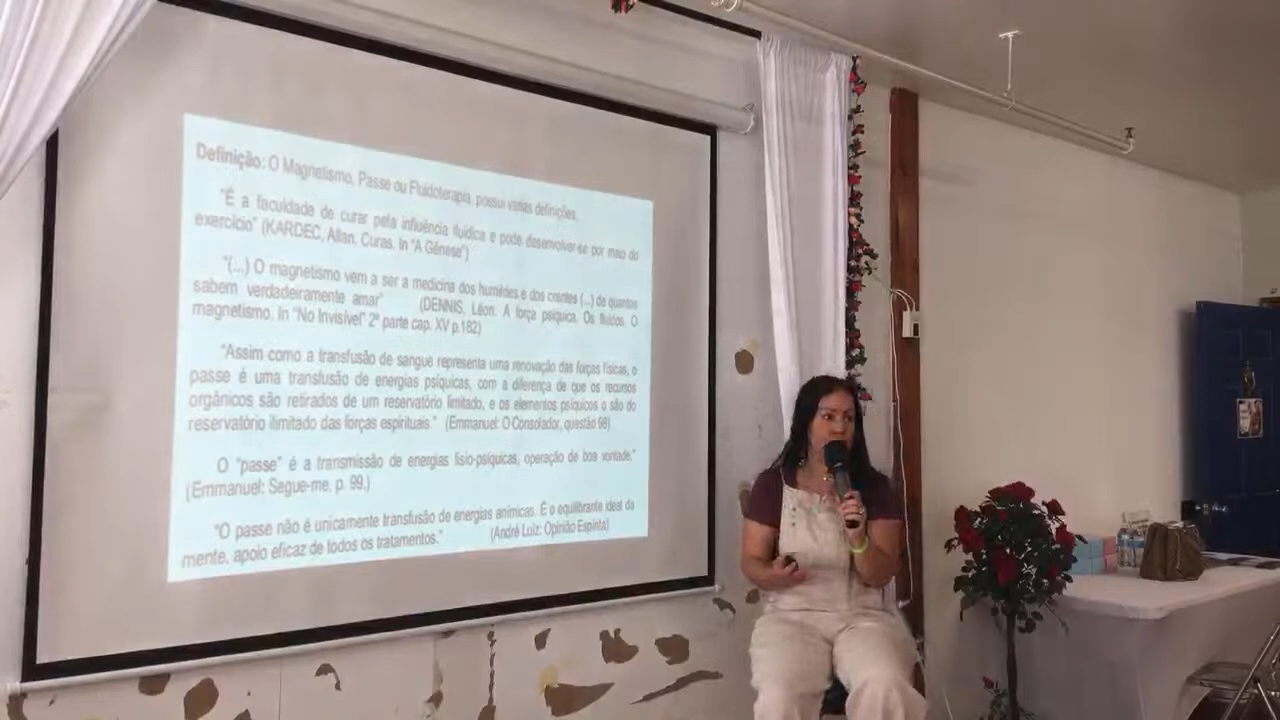 Definição: O Magnetismo, Passe ou Fluidoterapia, possui várias definições.
"É a faculdade de curar pela influência fluídica e pode desenvolver-se por meio do
exercício" (KARDEC, Allan. Curas. In "A Gênese")
"(...) O magnetismo vem a ser a medicina dos humildes e dos crentes (...) de quantos
sabem verdadeiramente amar" (DENNIS, Léon. A força psíquica. Os fluidos. O
magnetismo. In "No Invisível" 2ª parte cap. XV p.182)
"Assim como a transfusão de sangue representa uma renovação das forças físicas, o
passe é uma transfusão de energias psíquicas, com a diferença de que os recursos
orgânicos são retirados de um reservatório limitado, e os elementos psíquicos o são do
reservatório ilimitado das forças espirituais." (Emmanuel: O Consolador, questão 98)
O "passe" é a transmissão de energias fisio-psíquicas, operação de boa vontade."
(Emmanuel: Segue-me, p. 99.)
"O passe não é unicamente transfusão de energias anímicas. É o equilibrante ideal da
mente, apoio eficaz de todos os tratamentos." (André Luiz: Opinião Espírita)